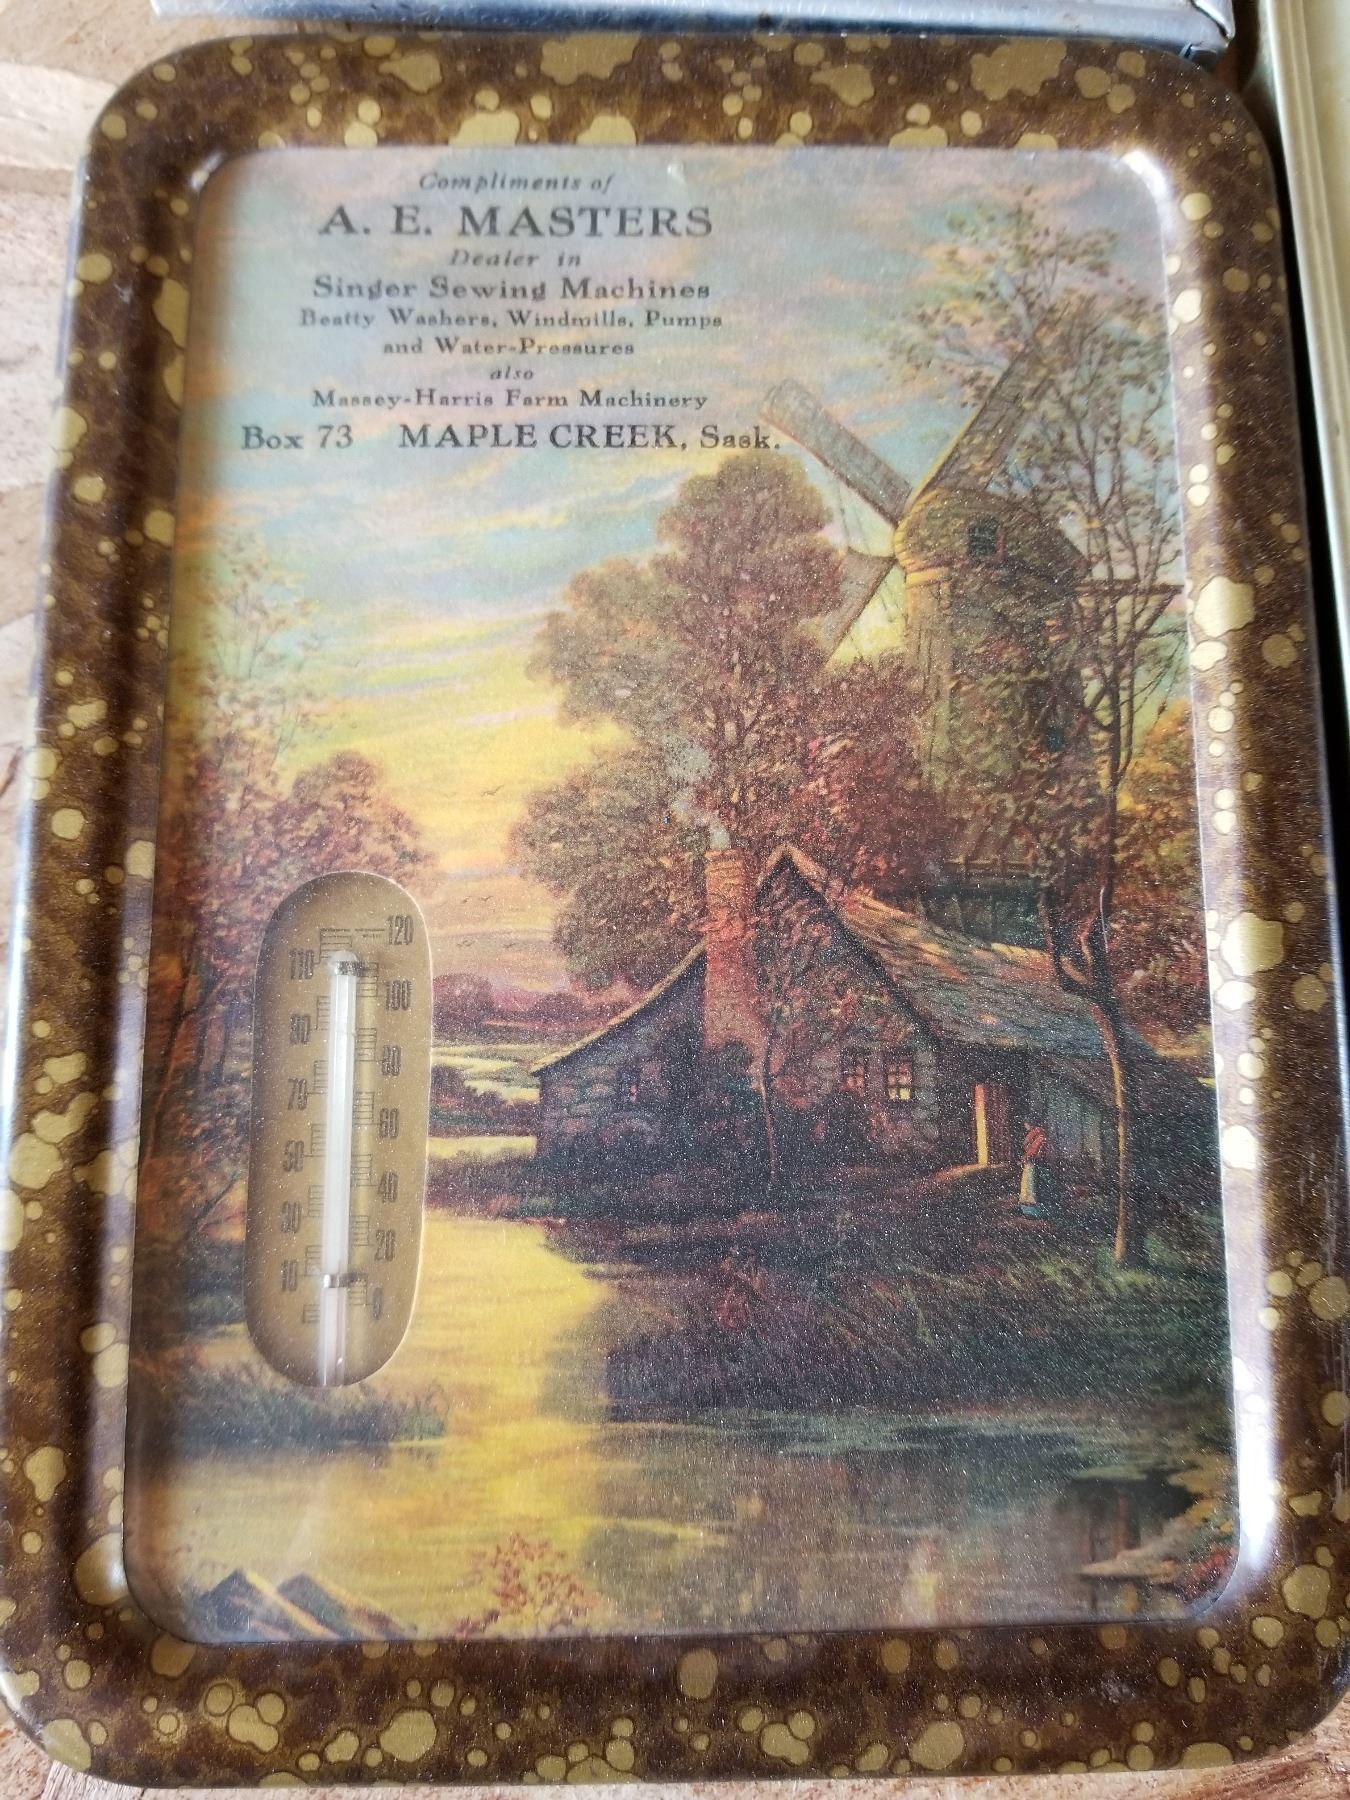 Compliments of
A. E. MASTERS
Dealer in
Singer Sewing Machines
Beatty Washers, Windmills, Pumps
and Water-Pressures
also
Massey-Harris Farm Machinery
Box 73 MAPLE CREEK, Sask.
120
110
100
90
80
70
60
50
40
30
20
10
0